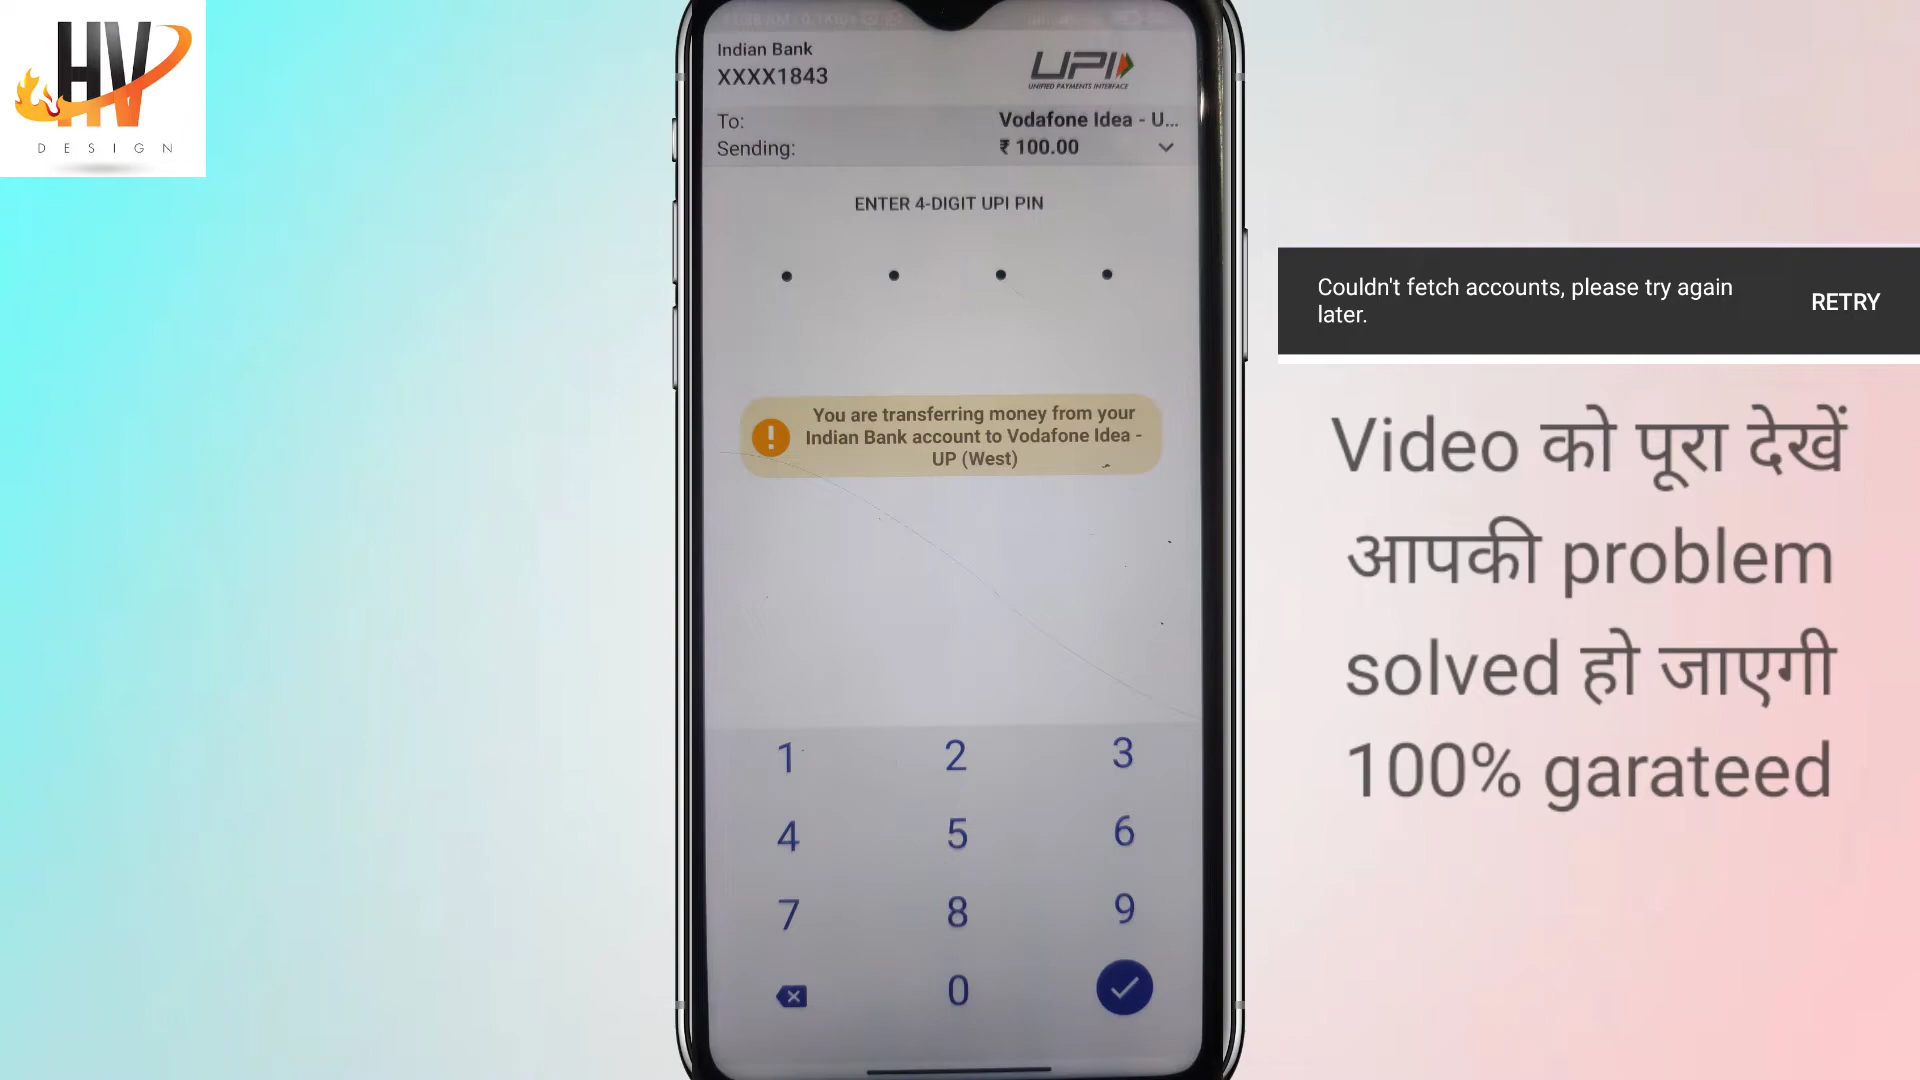 HV
DESIGN
Indian Bank
XXXX1843
UPI
UNIFIED PAYMENTS INTERFACE
To:
Vodafone Idea - U...
Sending:
₹ 100.00
ENTER 4-DIGIT UPI PIN
You are transferring money from your
Indian Bank account to Vodafone Idea -
UP (West)
1 2 3
4 5 6
7 8 9
0
Couldn't fetch accounts, please try again
later.
RETRY
Video को पूरा देखें
आपकी problem
solved हो जाएगी
100% garateed